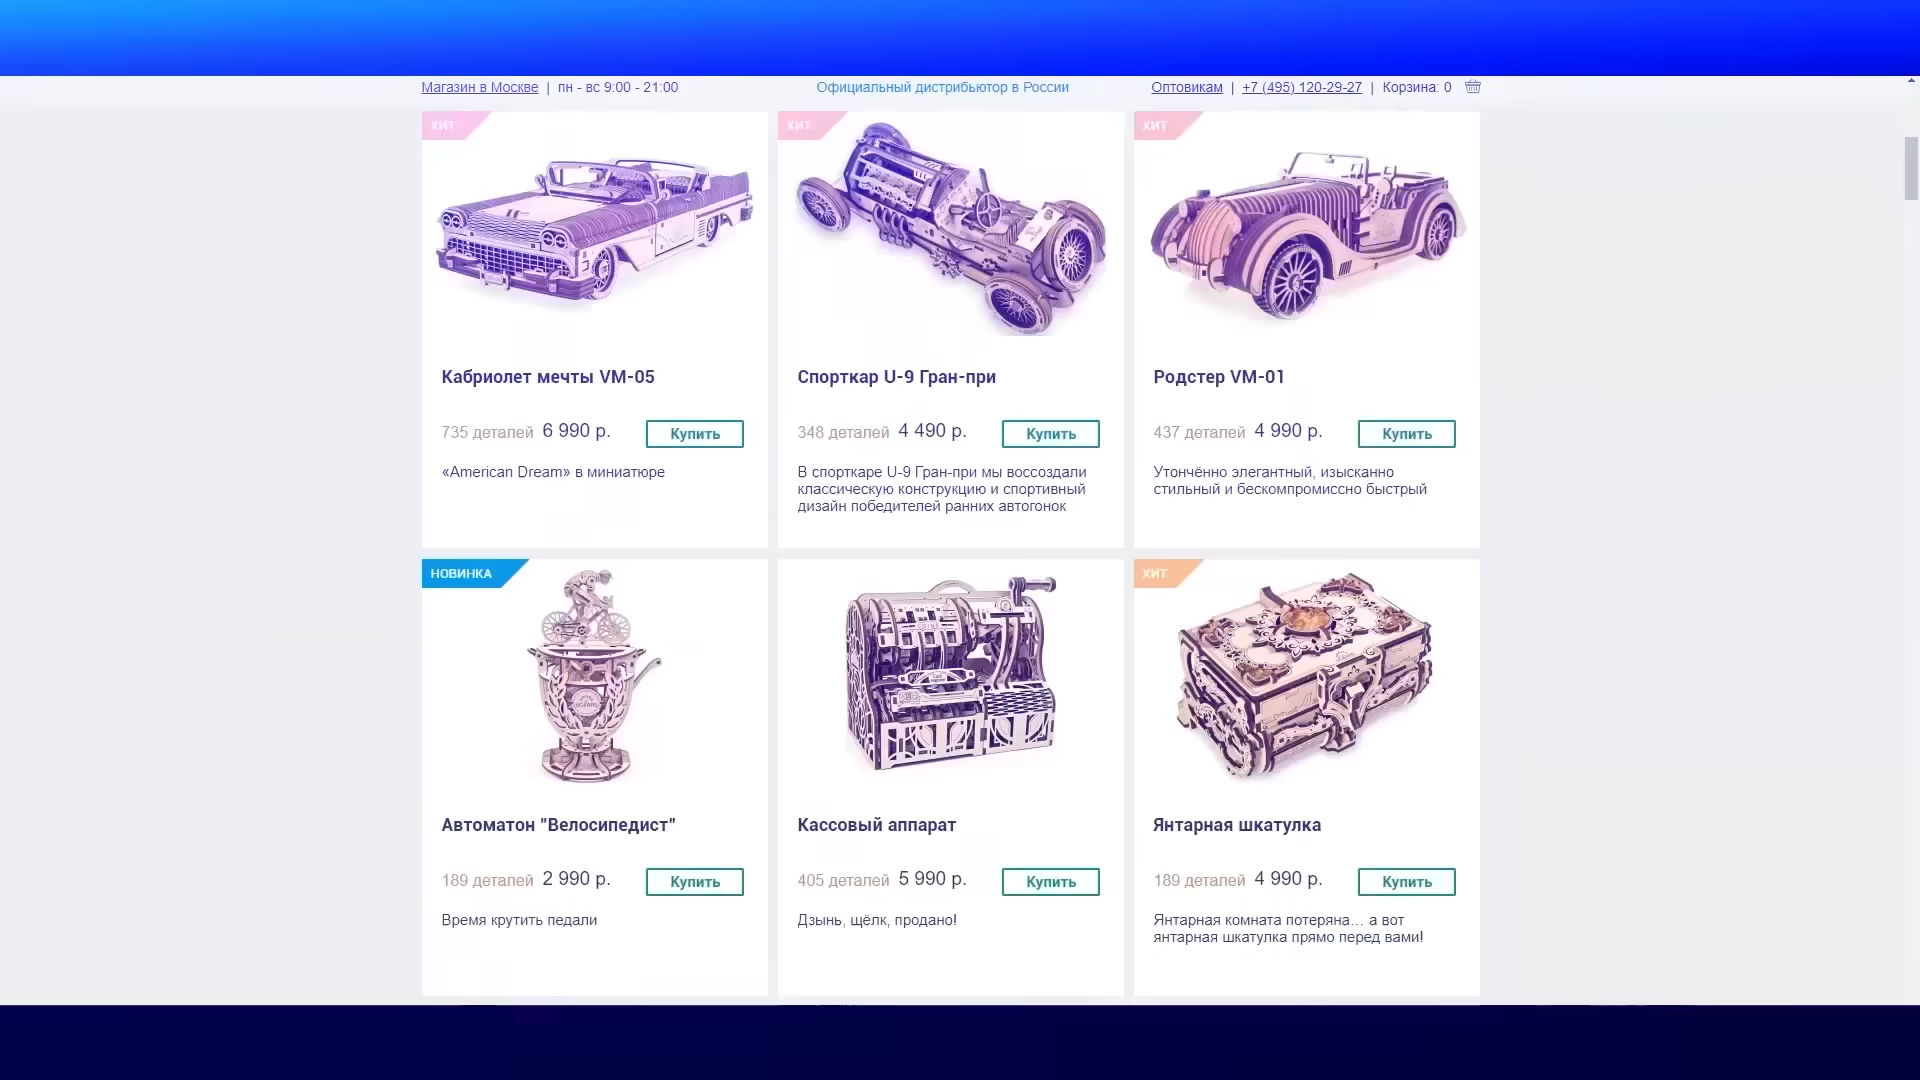 Магазин в Москве | пн - вс 9:00 - 21:00
Официальный дистрибьютор в России
Оптовикам | +7 (495) 120-29-27 | Корзина: 0
ХИТ
ХИТ
ХИТ
Кабриолет мечты VM-05
Спорткар U-9 Гран-при
Родстер VM-01
735 деталей 6 990 р. Купить
348 деталей 4 490 р. Купить
437 деталей 4 990 р. Купить
«American Dream» в миниатюре
В спорткаре U-9 Гран-при мы воссоздали
классическую конструкцию и спортивный
дизайн победителей ранних автогонок
Утончённо элегантный, изысканно
стильный и бескомпромиссно быстрый
НОВИНКА
ХИТ
Автоматон "Велосипедист"
Кассовый аппарат
Янтарная шкатулка
189 деталей 2 990 р. Купить
405 деталей 5 990 р. Купить
189 деталей 4 990 р. Купить
Время крутить педали
Дзынь, щёлк, продано!
Янтарная комната потеряна... а вот
янтарная шкатулка прямо перед вами!